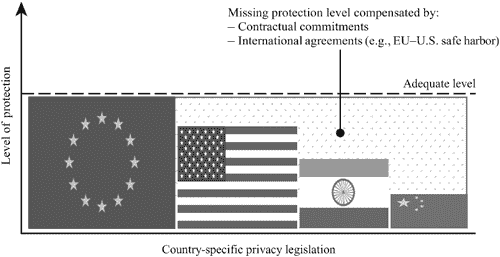 Missing protection level compensated by:
– Contractual commitments
– International agreements (e.g., EU–U.S. safe harbor)
Adequate level
Level of protection
Country-specific privacy legislation